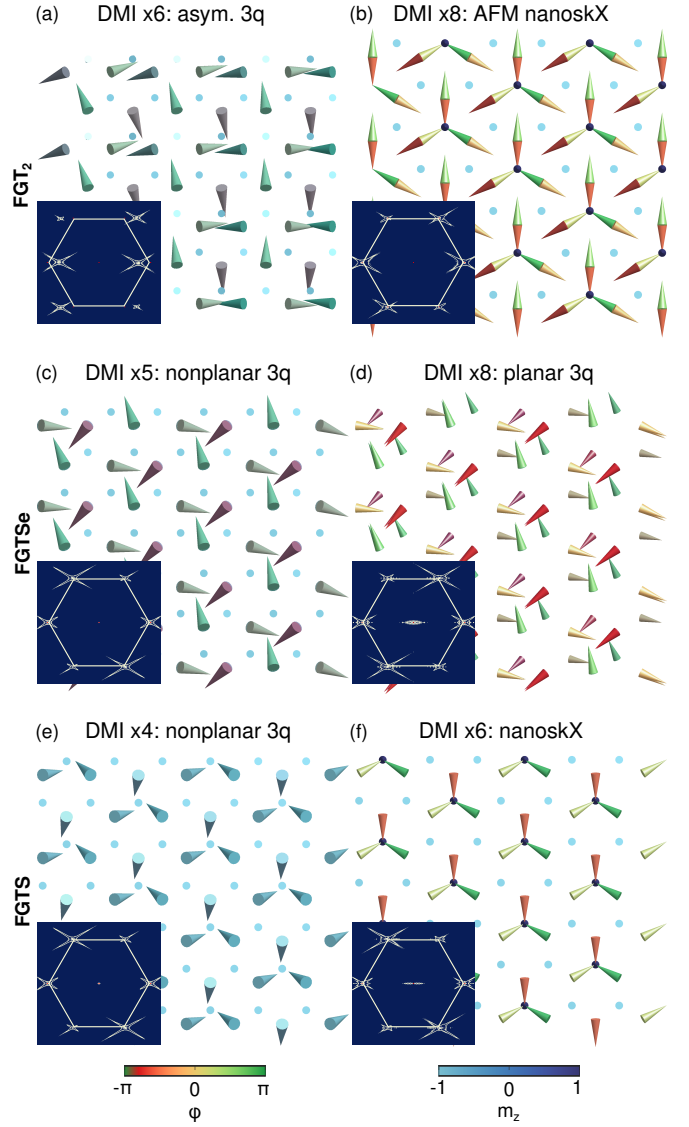 (a) DMI x6: asym. 3q
(b) DMI x8: AFM nanoskX
FGT₂
(c) DMI x5: nonplanar 3q
(d) DMI x8: planar 3q
FGTSe
(e) DMI x4: nonplanar 3q
(f) DMI x6: nanoskX
FGTS
-π 0 π
φ
-1 0 1
m_z